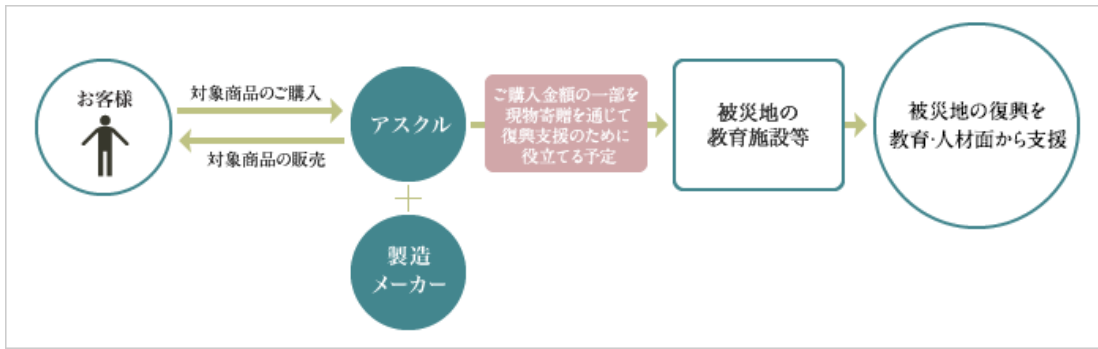 お客様
対象商品のご購入
対象商品の販売
アスクル
製造
メーカー
ご購入金額の一部を
現物寄贈を通じて
復興支援のために
役立てる予定
被災地の
教育施設等
被災地の復興を
教育・人材面から支援